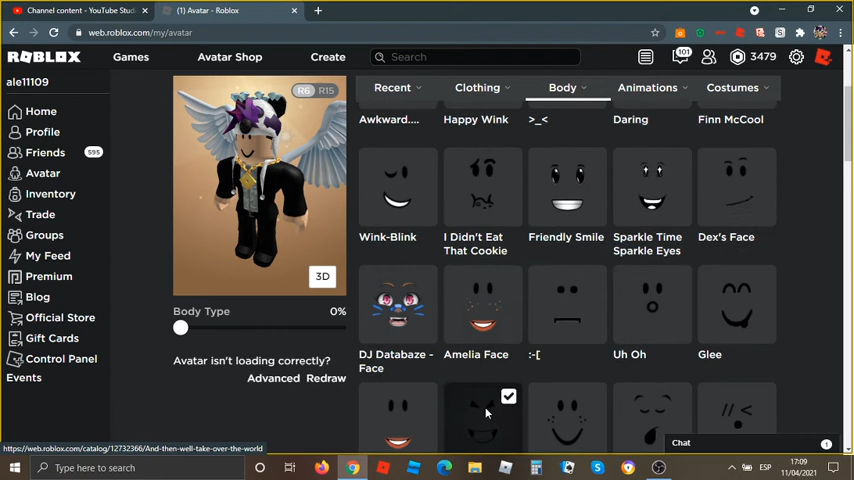 Channel content - YouTube Stud
(1) Avatar - Roblox
web.roblox.com/my/avatar
ROBLOX
Games
Avatar Shop
Create
Search
101
3479
ale11109
Home
Profile
Friends
595
Avatar
Inventory
Trade
Groups
My Feed
Premium
Blog
Official Store
Gift Cards
Control Panel
Events
R6 R15
3D
Body Type 0%
Avatar isn't loading correctly?
Advanced Redraw
Recent
Clothing
Body
Animations
Costumes
Awkward....
Happy Wink
>_<
Daring
Finn McCool
Wink-Blink
I Didn't Eat
That Cookie
Friendly Smile
Sparkle Time
Sparkle Eyes
Dex's Face
DJ Databaze -
Face
Amelia Face
:-[
Uh Oh
Glee
Chat
1
https://web.roblox.com/catalog/12732366/And-then-well-take-over-the-world
Type here to search
ESP
17:09
11/04/2021